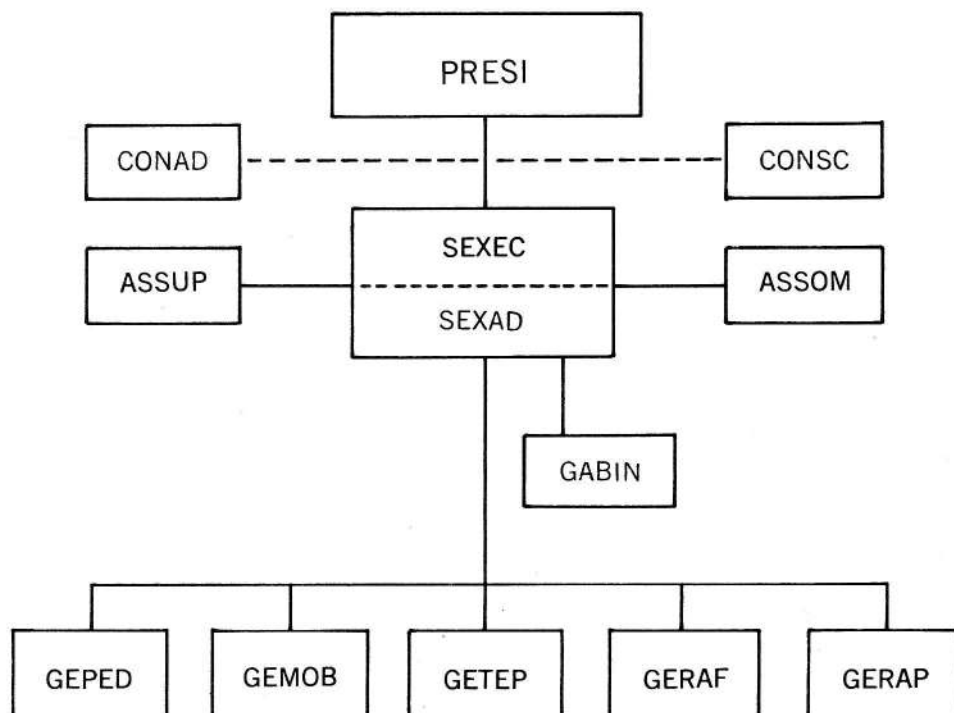 PRESI
CONAD
CONSC
SEXEC
ASSUP
ASSOM
SEXAD
GABIN
GEPED
GEMOB
GETEP
GERAF
GERAP